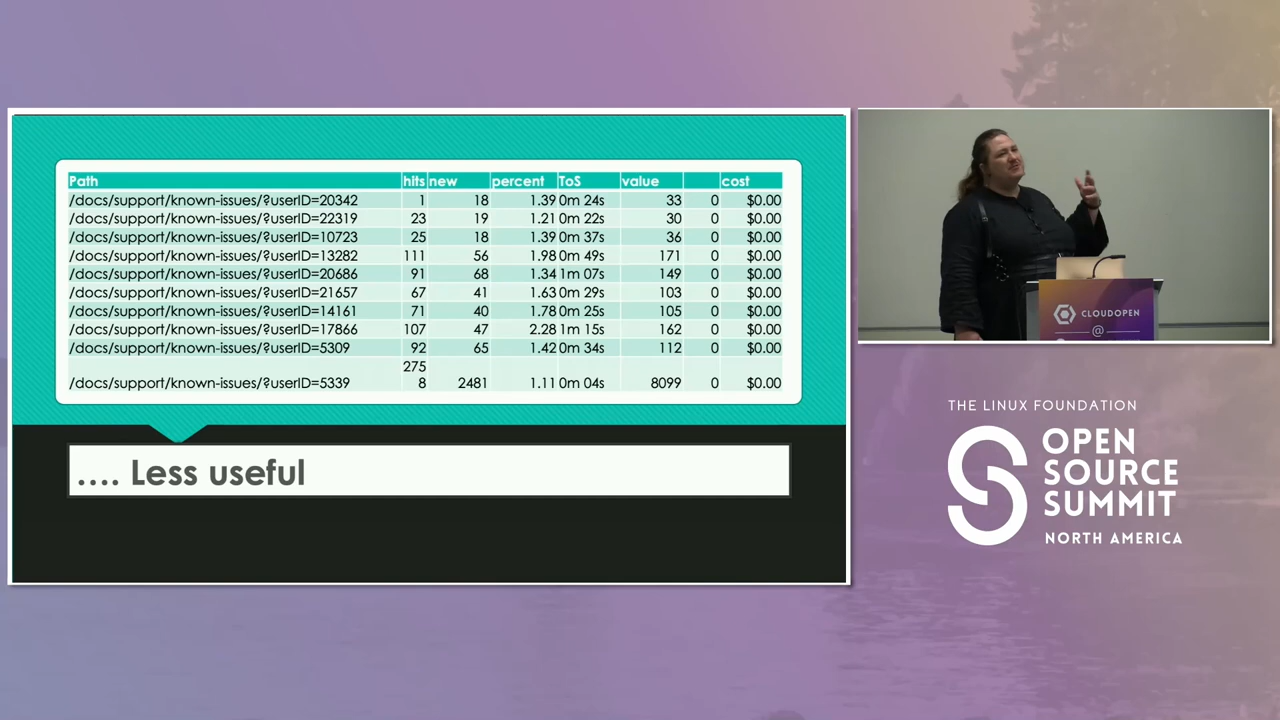 Path hits new percent ToS value cost
/docs/support/known-issues/?userID=20342 1 18 1.39 0m 24s 33 0 $0.00
/docs/support/known-issues/?userID=22319 23 19 1.21 0m 22s 30 0 $0.00
/docs/support/known-issues/?userID=10723 25 18 1.39 0m 37s 36 0 $0.00
/docs/support/known-issues/?userID=13282 111 56 1.98 0m 49s 171 0 $0.00
/docs/support/known-issues/?userID=20686 91 68 1.34 1m 07s 149 0 $0.00
/docs/support/known-issues/?userID=21657 67 41 1.63 0m 29s 103 0 $0.00
/docs/support/known-issues/?userID=14161 71 40 1.78 0m 25s 105 0 $0.00
/docs/support/known-issues/?userID=17866 107 47 2.28 1m 15s 162 0 $0.00
/docs/support/known-issues/?userID=5309 92 65 1.42 0m 34s 112 0 $0.00
275
/docs/support/known-issues/?userID=5339 8 2481 1.11 0m 04s 8099 0 $0.00
.... Less useful
CLOUDOPEN
@
THE LINUX FOUNDATION
OPEN
SOURCE
SUMMIT
NORTH AMERICA